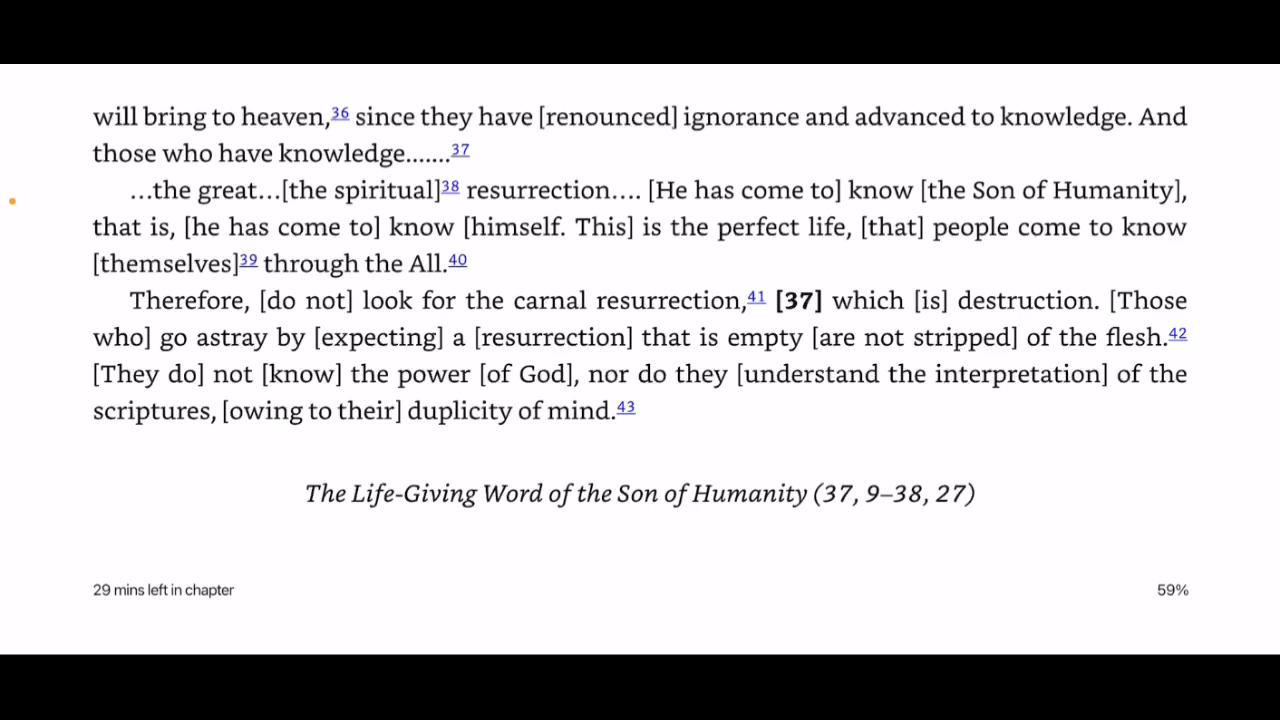 will bring to heaven,36 since they have [renounced] ignorance and advanced to knowledge. And
those who have knowledge.......37
...the great...[the spiritual]38 resurrection.... [He has come to] know [the Son of Humanity],
that is, [he has come to] know [himself. This] is the perfect life, [that] people come to know
[themselves]39 through the All.40
Therefore, [do not] look for the carnal resurrection,41 [37] which [is] destruction. [Those
who] go astray by [expecting] a [resurrection] that is empty [are not stripped] of the flesh.42
[They do] not [know] the power [of God], nor do they [understand the interpretation] of the
scriptures, [owing to their] duplicity of mind.43
The Life-Giving Word of the Son of Humanity (37, 9–38, 27)
29 mins left in chapter
59%